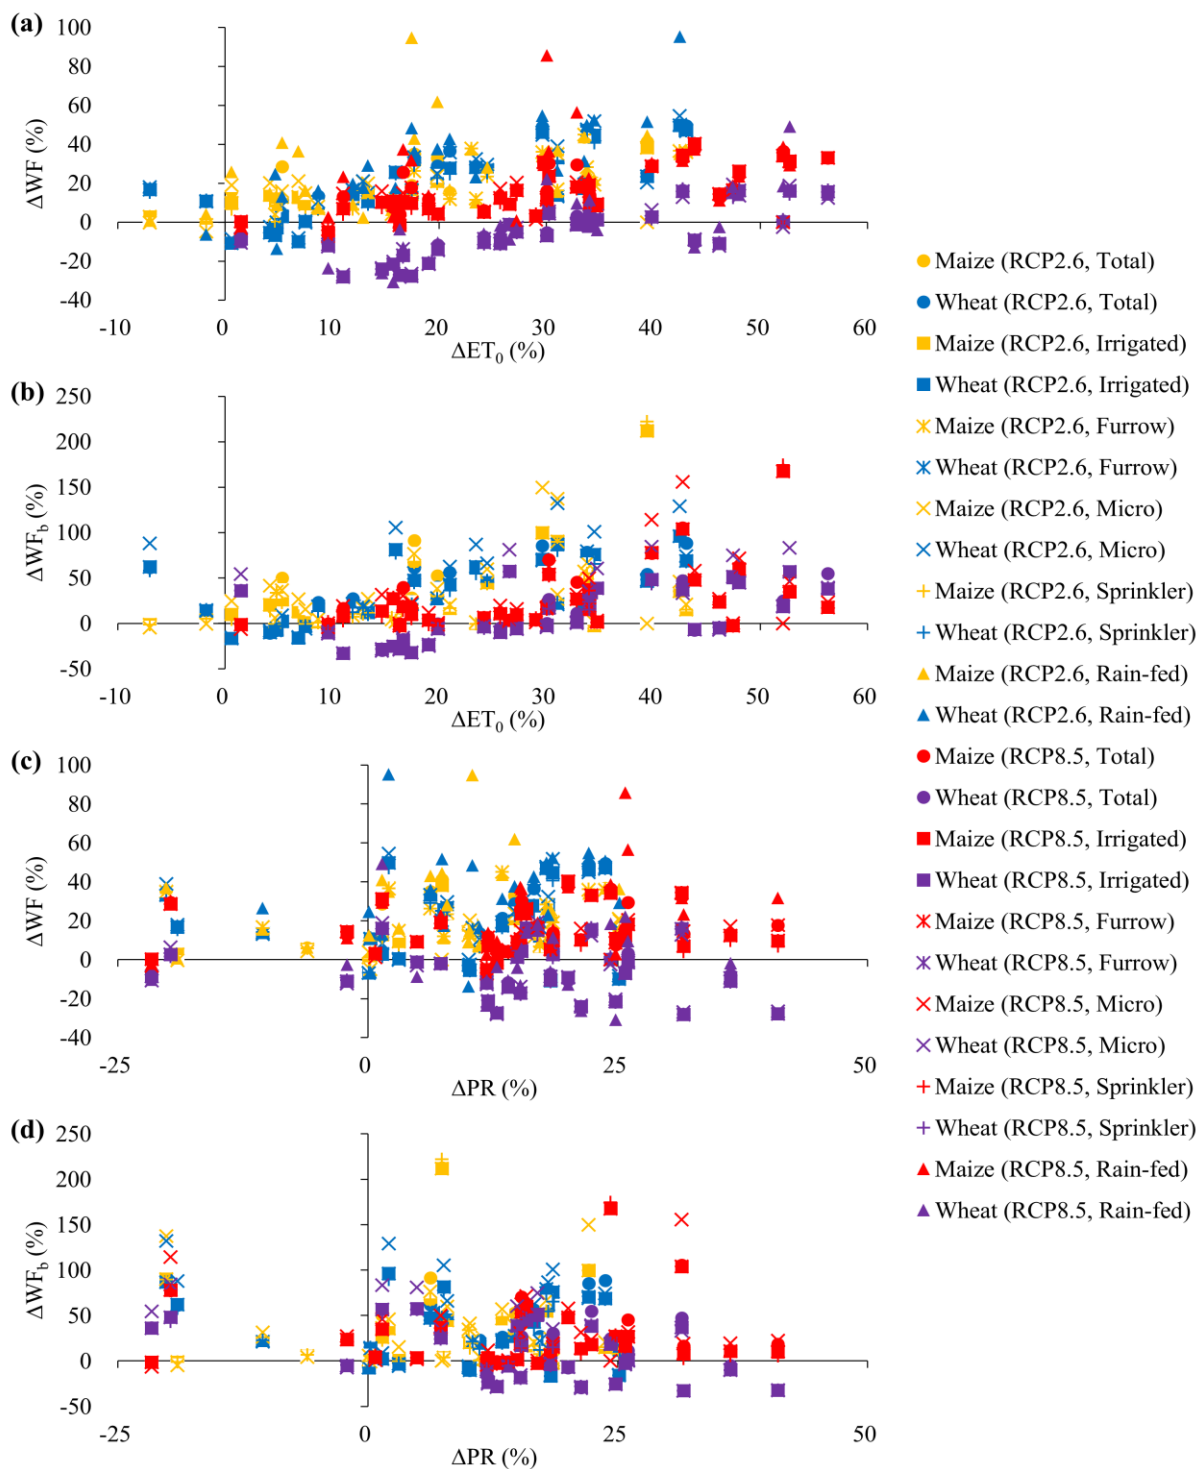 (a)
100
80
60
40
20
0
-20
-40
ΔWF (%)
-10 0 10 20 30 40 50 60
ΔET₀ (%)
(b)
250
200
150
100
50
0
-50
ΔWF_b (%)
-10 0 10 20 30 40 50 60
ΔET₀ (%)
(c)
100
80
60
40
20
0
-20
-40
ΔWF (%)
-25 0 25 50
ΔPR (%)
(d)
250
200
150
100
50
0
-50
ΔWF_b (%)
-25 0 25 50
ΔPR (%)
Maize (RCP2.6, Total)
Wheat (RCP2.6, Total)
Maize (RCP2.6, Irrigated)
Wheat (RCP2.6, Irrigated)
Maize (RCP2.6, Furrow)
Wheat (RCP2.6, Furrow)
Maize (RCP2.6, Micro)
Wheat (RCP2.6, Micro)
Maize (RCP2.6, Sprinkler)
Wheat (RCP2.6, Sprinkler)
Maize (RCP2.6, Rain-fed)
Wheat (RCP2.6, Rain-fed)
Maize (RCP8.5, Total)
Wheat (RCP8.5, Total)
Maize (RCP8.5, Irrigated)
Wheat (RCP8.5, Irrigated)
Maize (RCP8.5, Furrow)
Wheat (RCP8.5, Furrow)
Maize (RCP8.5, Micro)
Wheat (RCP8.5, Micro)
Maize (RCP8.5, Sprinkler)
Wheat (RCP8.5, Sprinkler)
Maize (RCP8.5, Rain-fed)
Wheat (RCP8.5, Rain-fed)